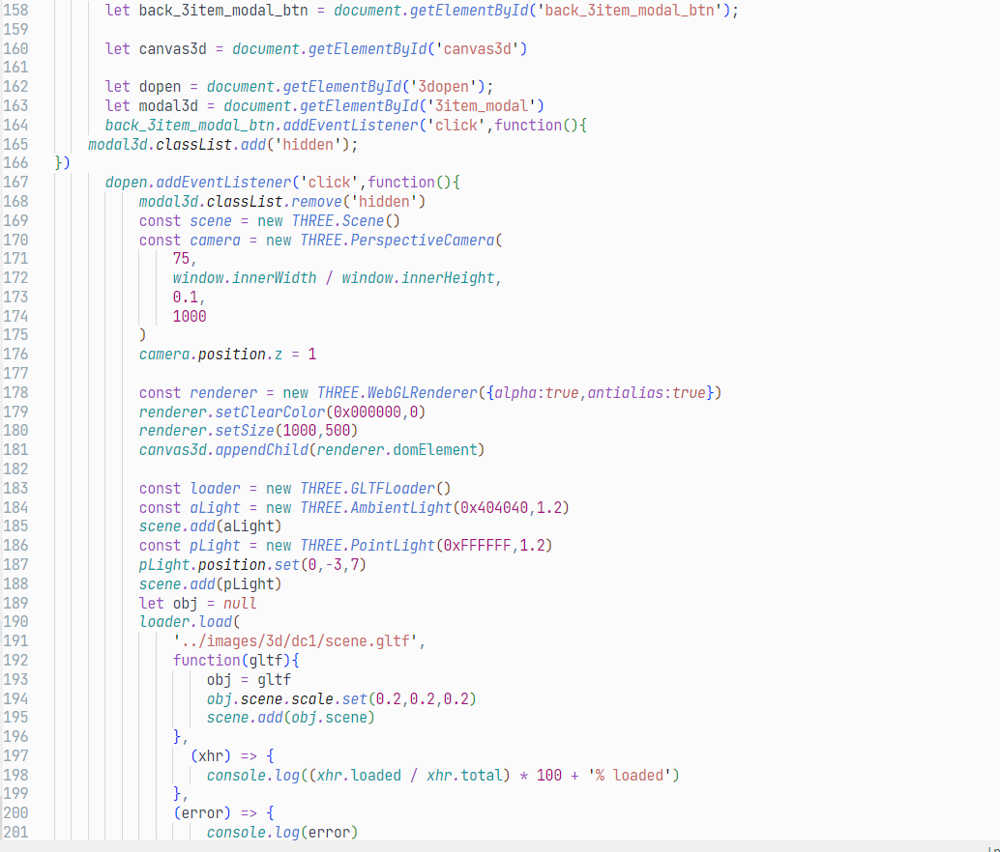 158 let back_3item_modal_btn = document.getElementById('back_3item_modal_btn');
159
160 let canvas3d = document.getElementById('canvas3d')
161
162 let dopen = document.getElementById('3dopen');
163 let modal3d = document.getElementById('3item_modal')
164 back_3item_modal_btn.addEventListener('click',function(){
165 modal3d.classList.add('hidden');
166 })
167 dopen.addEventListener('click',function(){
168 modal3d.classList.remove('hidden')
169 const scene = new THREE.Scene()
170 const camera = new THREE.PerspectiveCamera(
171 75,
172 window.innerWidth / window.innerHeight,
173 0.1,
174 1000
175 )
176 camera.position.z = 1
177
178 const renderer = new THREE.WebGLRenderer({alpha:true,antialias:true})
179 renderer.setClearColor(0x000000,0)
180 renderer.setSize(1000,500)
181 canvas3d.appendChild(renderer.domElement)
182
183 const loader = new THREE.GLTFLoader()
184 const aLight = new THREE.AmbientLight(0x404040,1.2)
185 scene.add(aLight)
186 const pLight = new THREE.PointLight(0xFFFFFF,1.2)
187 pLight.position.set(0,-3,7)
188 scene.add(pLight)
189 let obj = null
190 loader.load(
191 '../images/3d/dc1/scene.gltf',
192 function(gltf){
193 obj = gltf
194 obj.scene.scale.set(0.2,0.2,0.2)
195 scene.add(obj.scene)
196 },
197 (xhr) => {
198 console.log((xhr.loaded / xhr.total) * 100 + '% loaded')
199 },
200 (error) => {
201 console.log(error)